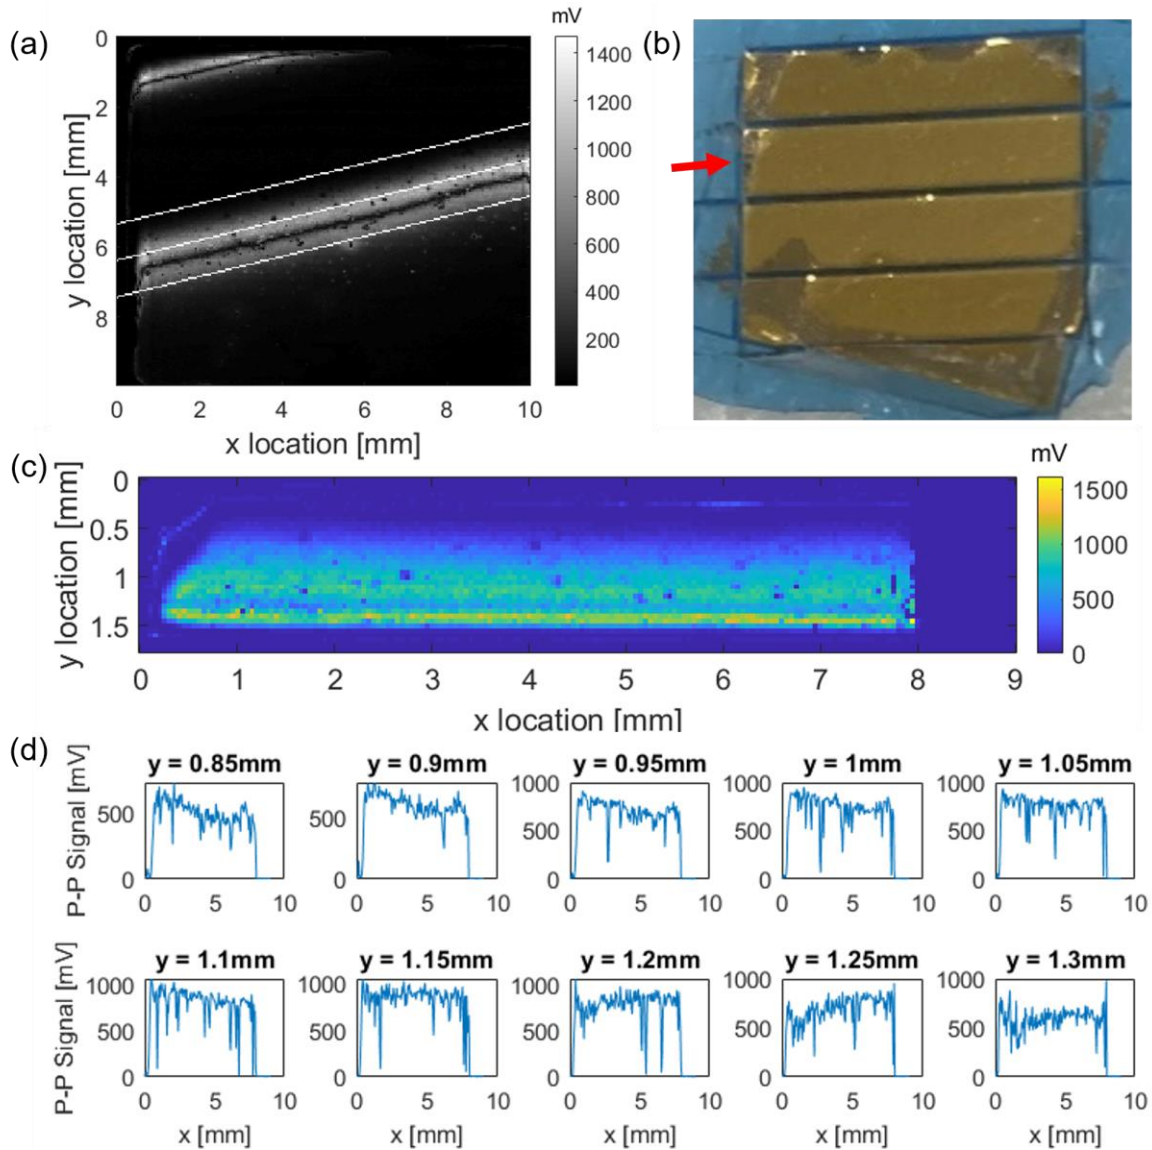 (a)
mV
0
2
4
6
8
y location [mm]
0 2 4 6 8 10
x location [mm]
1400
1200
1000
800
600
400
200
(b)
(c)
mV
0
0.5
1
1.5
y location [mm]
0 1 2 3 4 5 6 7 8 9
x location [mm]
1500
1000
500
0
(d)
y = 0.85mm y = 0.9mm y = 0.95mm y = 1mm y = 1.05mm
P-P Signal [mV]
500 500 1000 1000 1000
500 500 500
0 0 0 0 0
0 5 10 0 5 10 0 5 10 0 5 10 0 5 10
y = 1.1mm y = 1.15mm y = 1.2mm y = 1.25mm y = 1.3mm
P-P Signal [mV]
1000 1000 1000 1000 1000
500 500 500 500 500
0 0 0 0 0
0 5 10 0 5 10 0 5 10 0 5 10 0 5 10
x [mm] x [mm] x [mm] x [mm] x [mm]